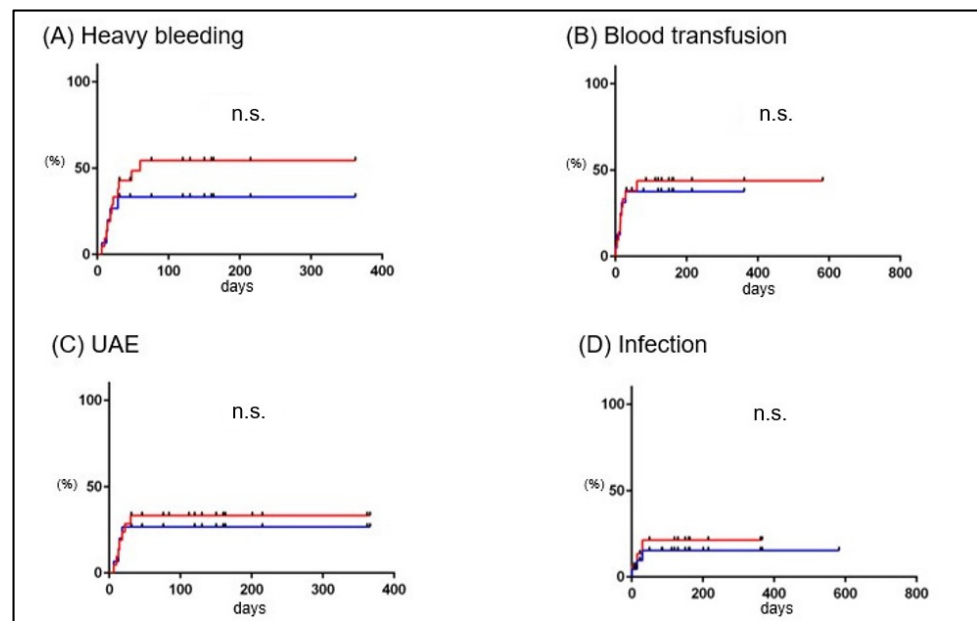 (A) Heavy bleeding
100
n.s.
(%)
50
0
0 100 200 300 400
days
(B) Blood transfusion
100
n.s.
(%)
50
0
0 200 400 600 800
days
(C) UAE
100
n.s.
(%)
50
0
0 100 200 300 400
days
(D) Infection
100
n.s.
(%)
50
0
0 200 400 600 800
days